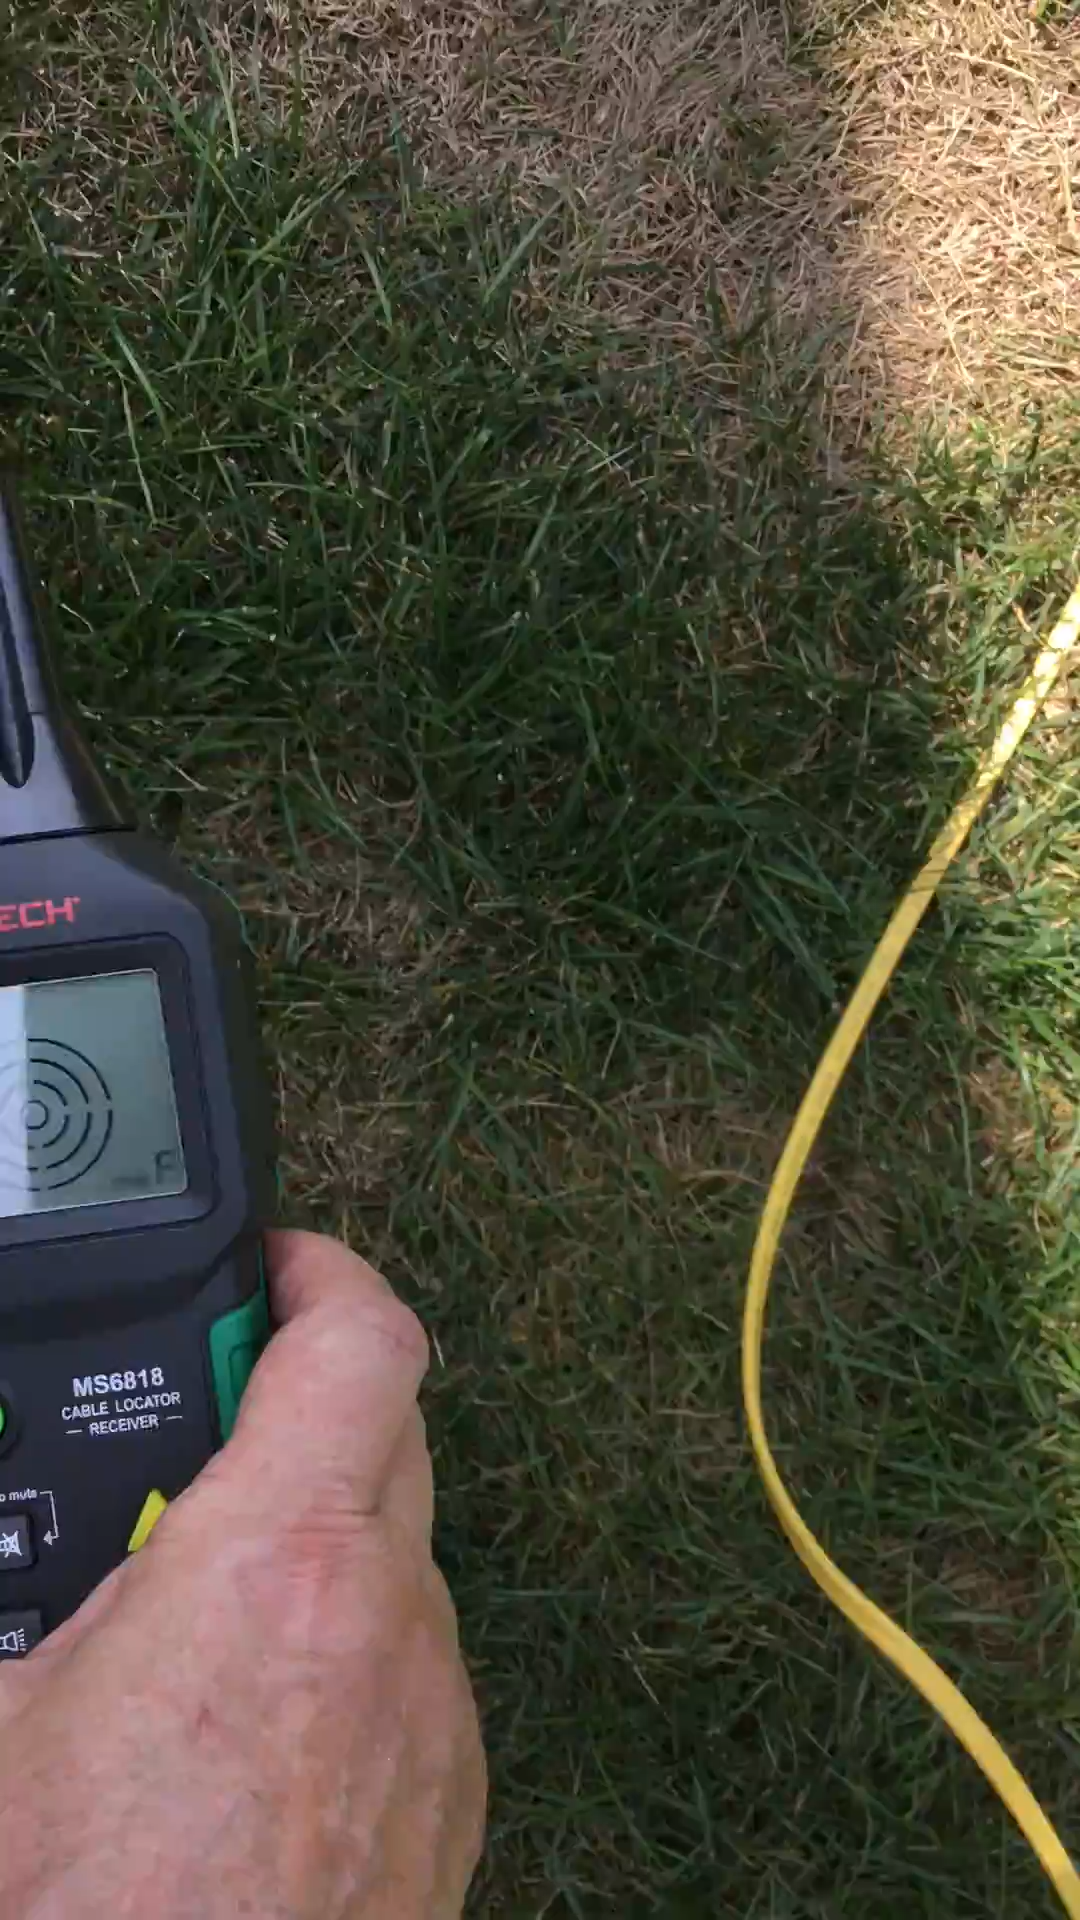 ECH
F
MS6818
CABLE LOCATOR
— RECEIVER —
o mute